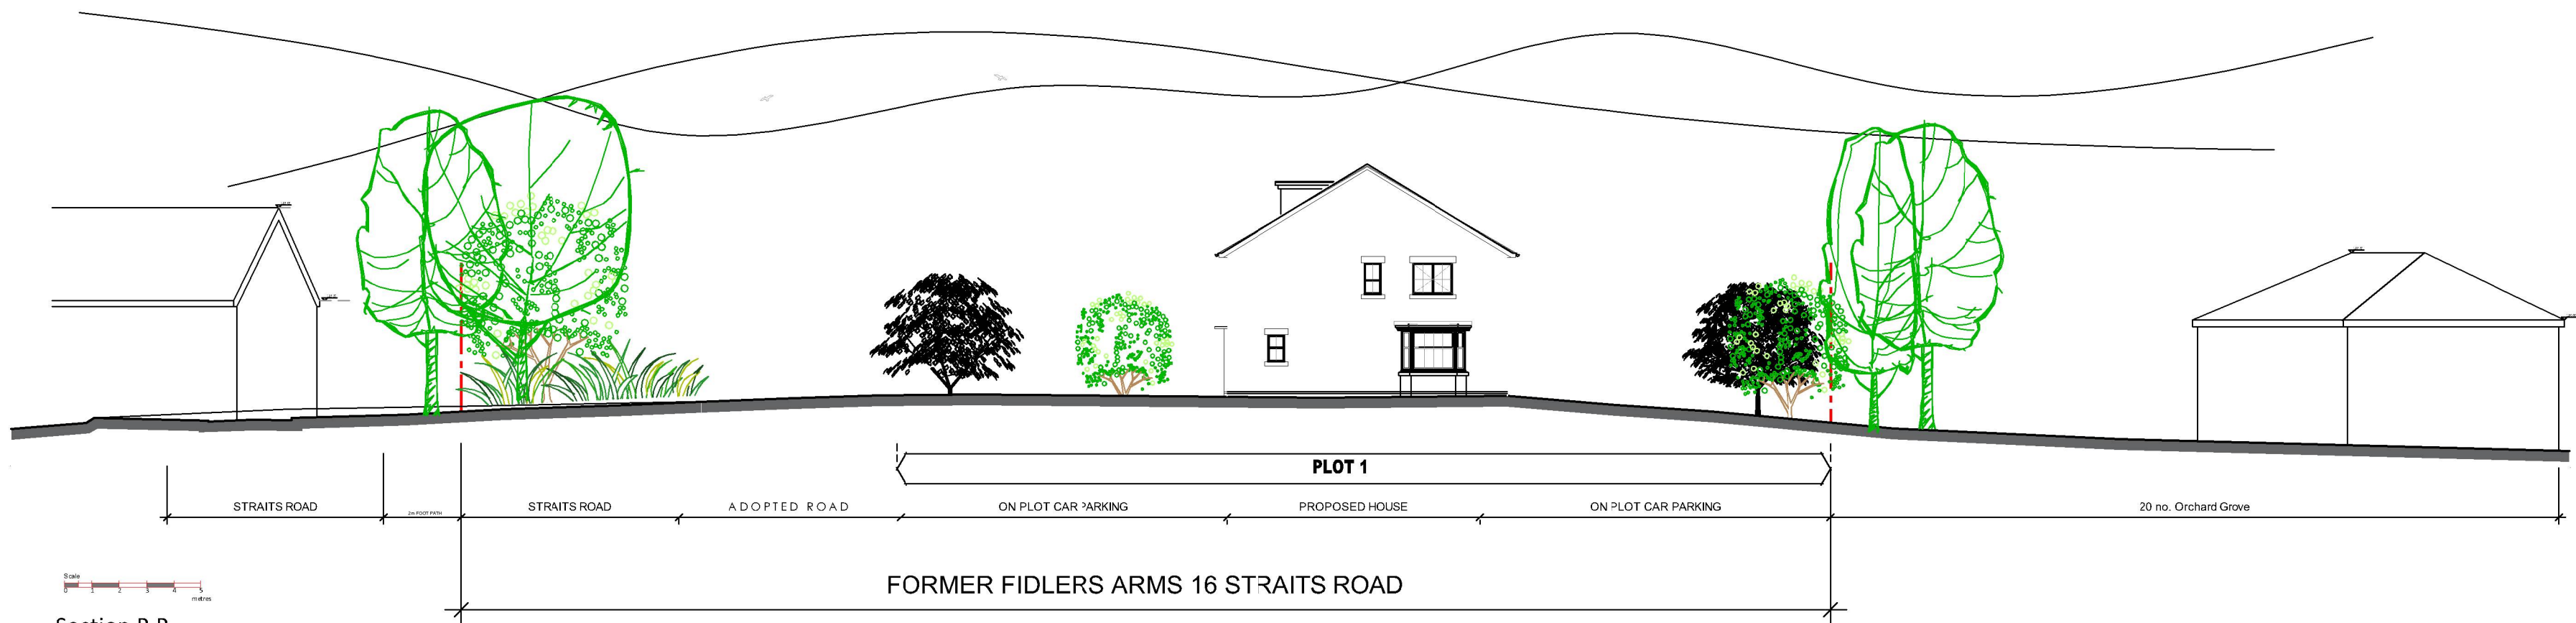 PLOT 1
STRAITS ROAD
2m FOOT PATH
STRAITS ROAD
ADOPTED ROAD
ON PLOT CAR PARKING
PROPOSED HOUSE
ON PLOT CAR PARKING
20 no. Orchard Grove
Scale
0 1 2 3 4 5
metres
FORMER FIDLERS ARMS 16 STRAITS ROAD
Section B-B